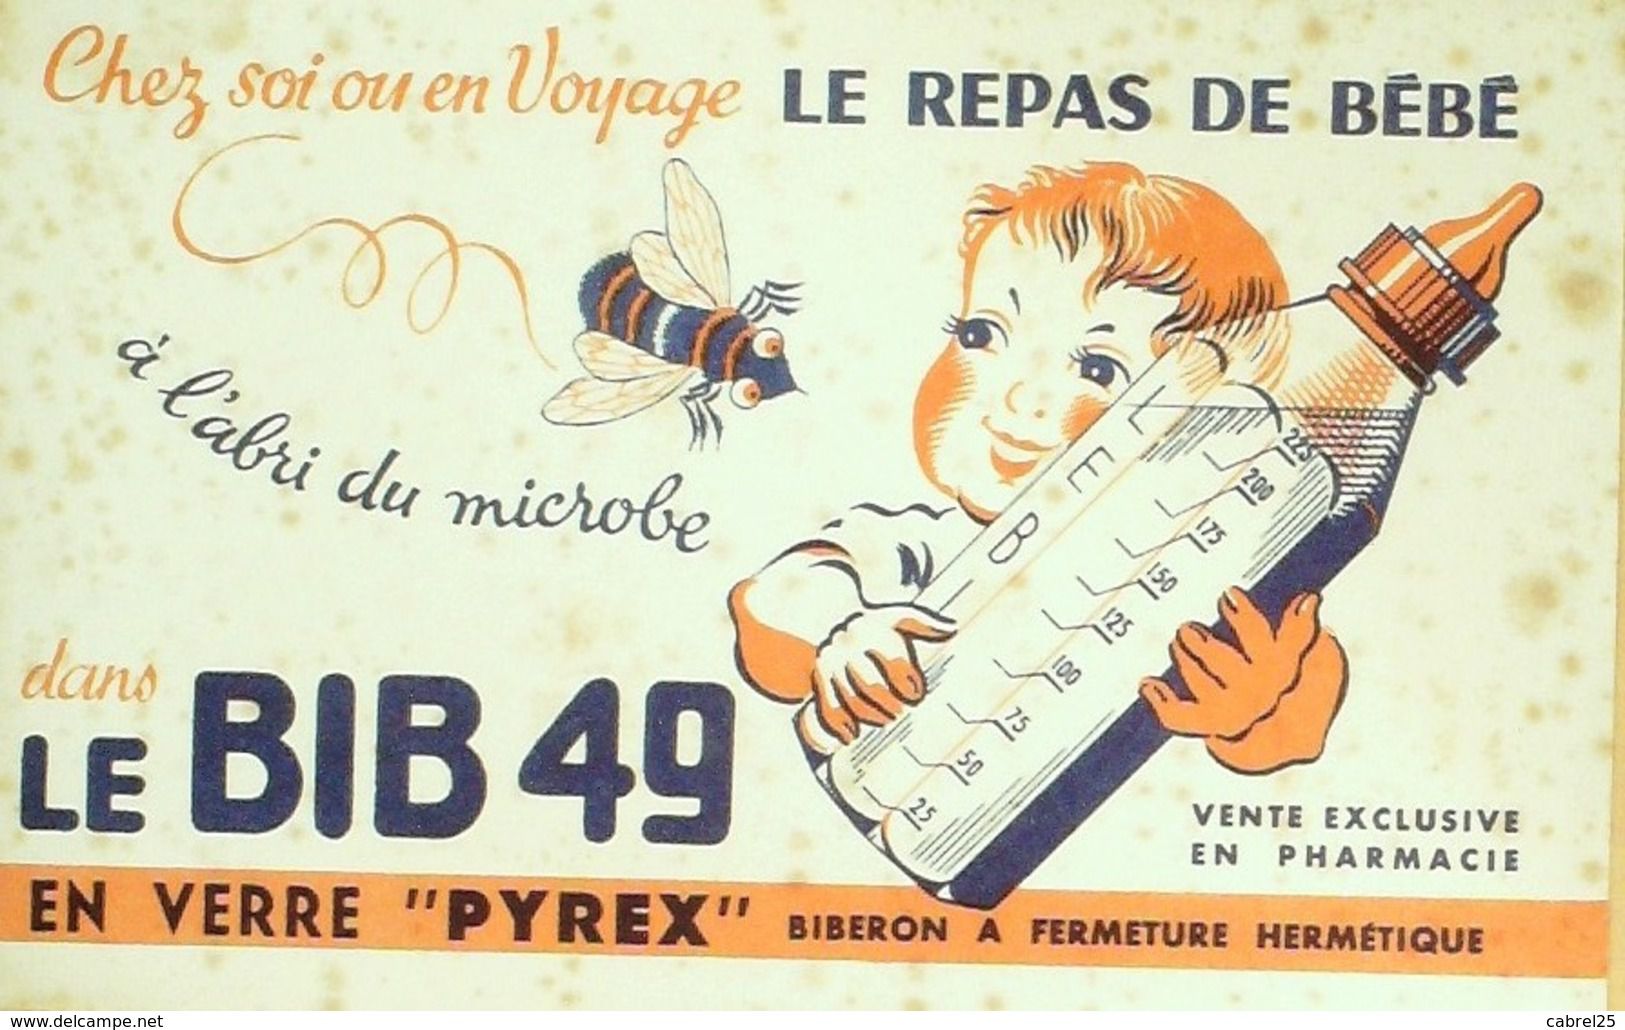 Chez soi ou en Voyage LE REPAS DE BÉBÉ
à l'abri du microbe
dans
LE BIB 49
LE BI
225
200
175
150
125
100
75
50
25
VENTE EXCLUSIVE
EN PHARMACIE
EN VERRE "PYREX" BIBERON A FERMETURE HERMÉTIQUE
www.delcampe.net
cabrel25